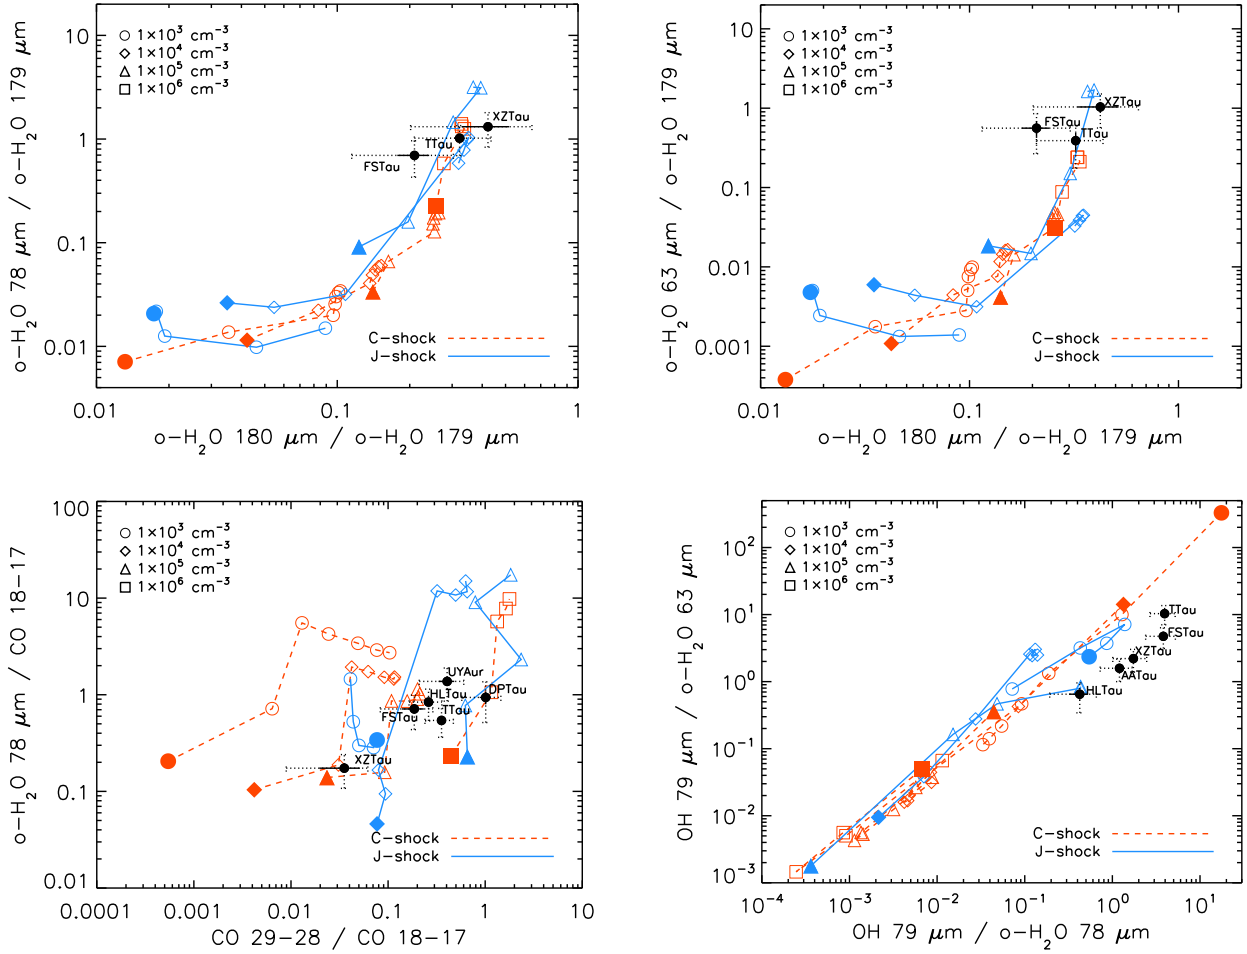 10
1
0.1
0.01
0.01
0.1
1
o-H₂O 78 μm / o-H₂O 179 μm
o-H₂O 180 μm / o-H₂O 179 μm
1×10³ cm⁻³
1×10⁴ cm⁻³
1×10⁵ cm⁻³
1×10⁶ cm⁻³
XZTau
TTau
FSTau
C-shock
J-shock
10
1
0.1
0.01
0.001
0.01
0.1
1
o-H₂O 63 μm / o-H₂O 179 μm
o-H₂O 180 μm / o-H₂O 179 μm
1×10³ cm⁻³
1×10⁴ cm⁻³
1×10⁵ cm⁻³
1×10⁶ cm⁻³
XZTau
FSTau
TTau
C-shock
J-shock
100
10
1
0.1
0.01
0.0001
0.001
0.01
0.1
1
10
o-H₂O 78 μm / CO 18-17
CO 29-28 / CO 18-17
1×10³ cm⁻³
1×10⁴ cm⁻³
1×10⁵ cm⁻³
1×10⁶ cm⁻³
UYAur
HLTau
DPTau
FSTau
TTau
XZTau
C-shock
J-shock
10²
10¹
10⁰
10⁻¹
10⁻²
10⁻³
10⁻⁴
10⁻³
10⁻²
10⁻¹
10⁰
10¹
OH 79 μm / o-H₂O 63 μm
OH 79 μm / o-H₂O 78 μm
1×10³ cm⁻³
1×10⁴ cm⁻³
1×10⁵ cm⁻³
1×10⁶ cm⁻³
TTau
FSTau
XZTau
AATau
HLTau
C-shock
J-shock